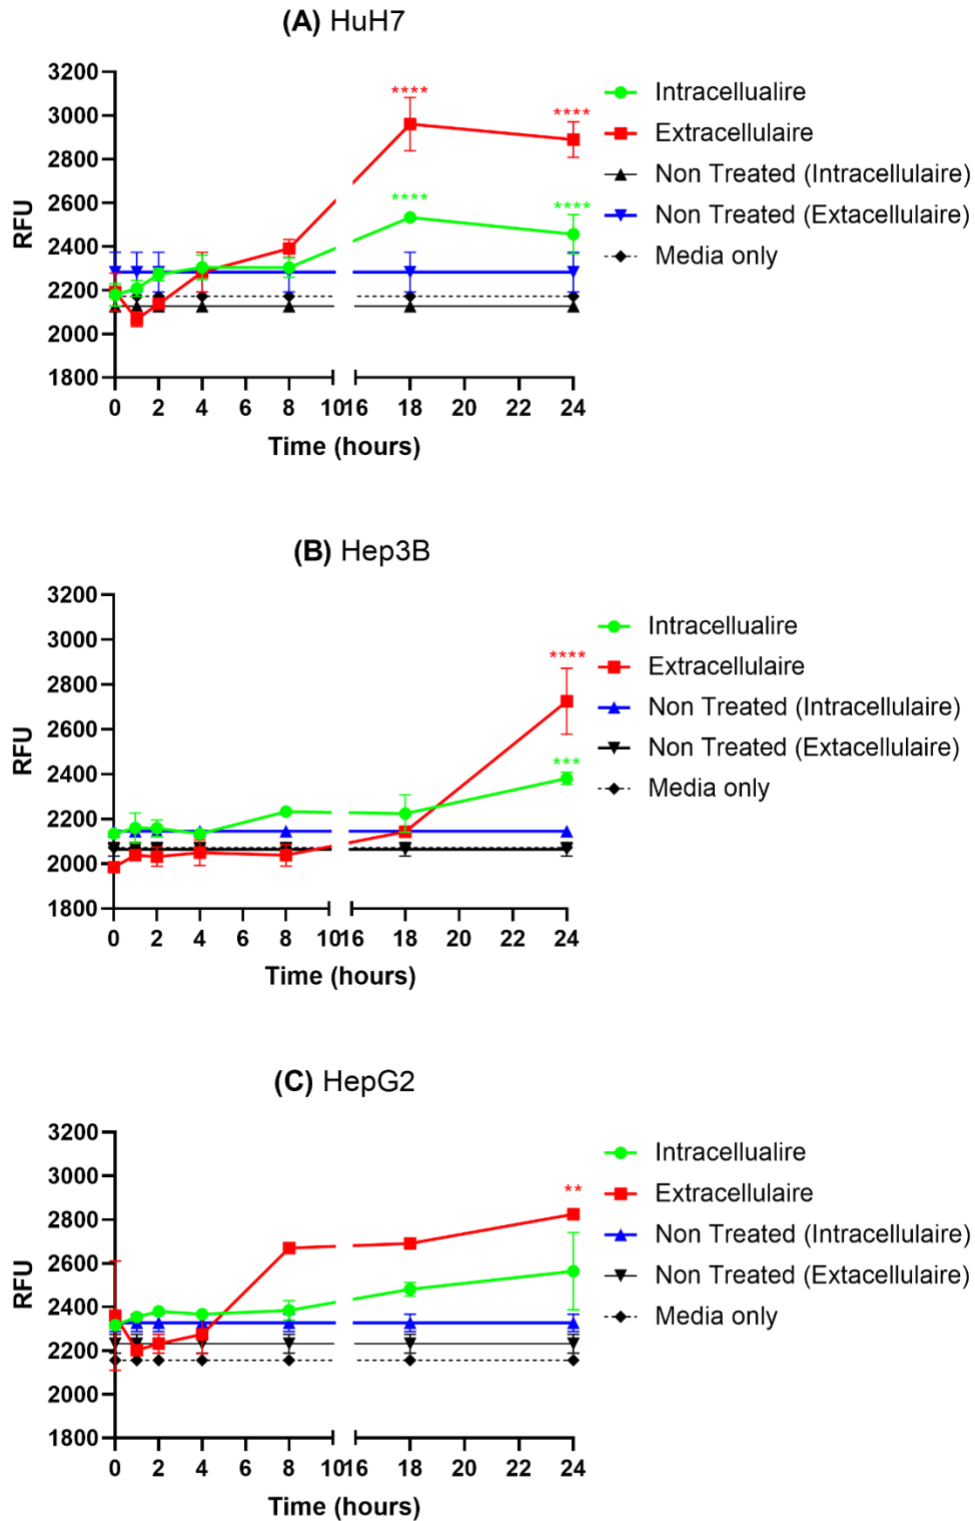 (A) HuH7
3200
3000
2800
2600
2400
2200
2000
1800
RFU
**** ****
**** ****
0 2 4 6 8 10 16 18 20 22 24
Time (hours)
Intracellualire
Extracellulaire
Non Treated (Intracellulaire)
Non Treated (Extacellulaire)
Media only
(B) Hep3B
3200
3000
2800
2600
2400
2200
2000
1800
RFU
****
***
0 2 4 6 8 10 16 18 20 22 24
Time (hours)
Intracellualire
Extracellulaire
Non Treated (Intracellulaire)
Non Treated (Extacellulaire)
Media only
(C) HepG2
3200
3000
2800
2600
2400
2200
2000
1800
RFU
**
0 2 4 6 8 10 16 18 20 22 24
Time (hours)
Intracellualire
Extracellulaire
Non Treated (Intracellulaire)
Non Treated (Extacellulaire)
Media only